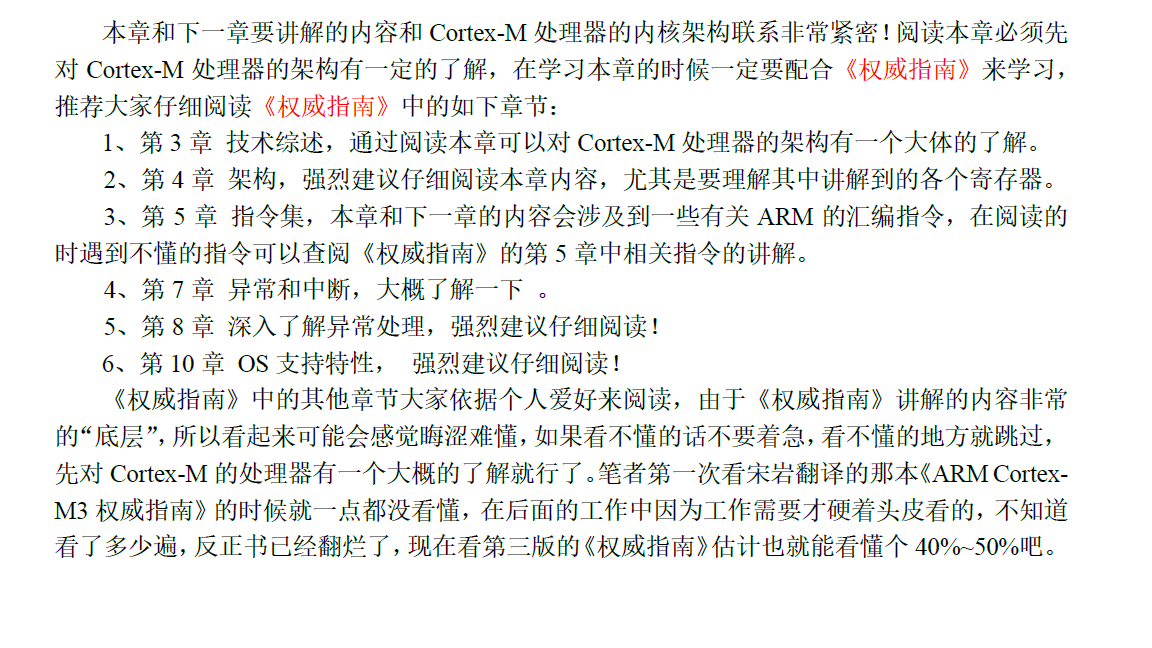 本章和下一章要讲解的内容和 Cortex-M 处理器的内核架构联系非常紧密！阅读本章必须先
对 Cortex-M 处理器的架构有一定的了解，在学习本章的时候一定要配合《权威指南》来学习，
推荐大家仔细阅读《权威指南》中的如下章节：
1、第 3 章 技术综述，通过阅读本章可以对 Cortex-M 处理器的架构有一个大体的了解。
2、第 4 章 架构，强烈建议仔细阅读本章内容，尤其是要理解其中讲解到的各个寄存器。
3、第 5 章 指令集，本章和下一章的内容会涉及到一些有关 ARM 的汇编指令，在阅读的
时遇到不懂的指令可以查阅《权威指南》的第 5 章中相关指令的讲解。
4、第 7 章 异常和中断，大概了解一下 。
5、第 8 章 深入了解异常处理，强烈建议仔细阅读！
6、第 10 章 OS 支持特性， 强烈建议仔细阅读！
《权威指南》中的其他章节大家依据个人爱好来阅读，由于《权威指南》讲解的内容非常
的“底层”，所以看起来可能会感觉晦涩难懂，如果看不懂的话不要着急，看不懂的地方就跳过，
先对 Cortex-M 的处理器有一个大概的了解就行了。笔者第一次看宋岩翻译的那本《ARM Cortex-
M3 权威指南》的时候就一点都没看懂，在后面的工作中因为工作需要才硬着头皮看的，不知道
看了多少遍，反正书已经翻烂了，现在看第三版的《权威指南》估计也就能看懂个 40%~50%吧。